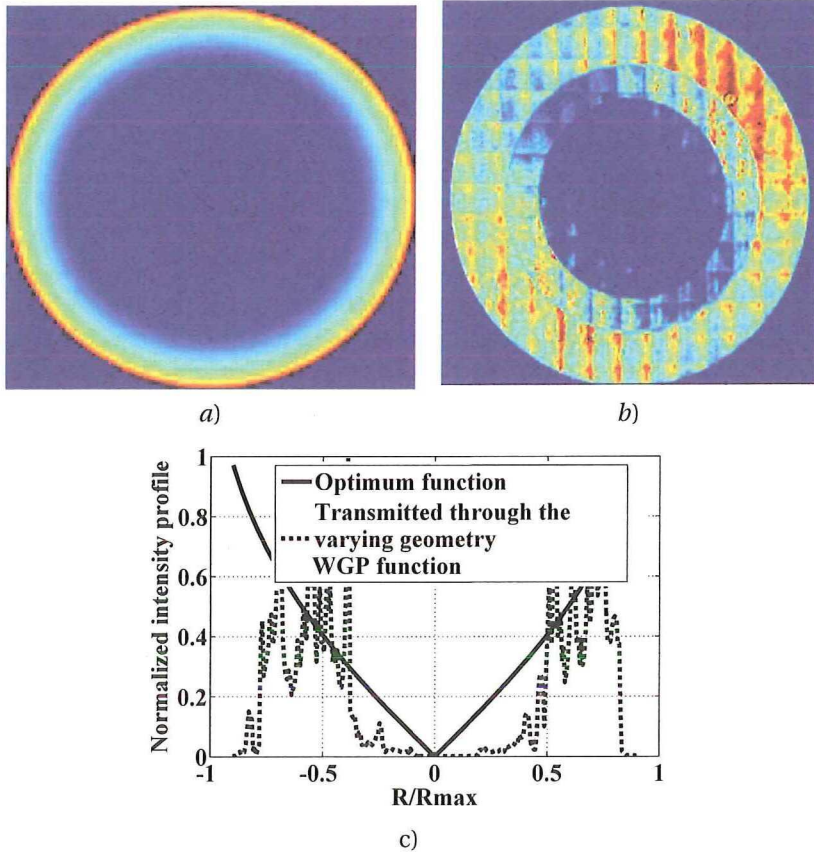 a)
b)
Normalized intensity profile
1
0.8
0.6
0.4
0.2
0
Optimum function
Transmitted through the
varying geometry
WGP function
-1
-0.5
0
0.5
1
R/Rmax
c)